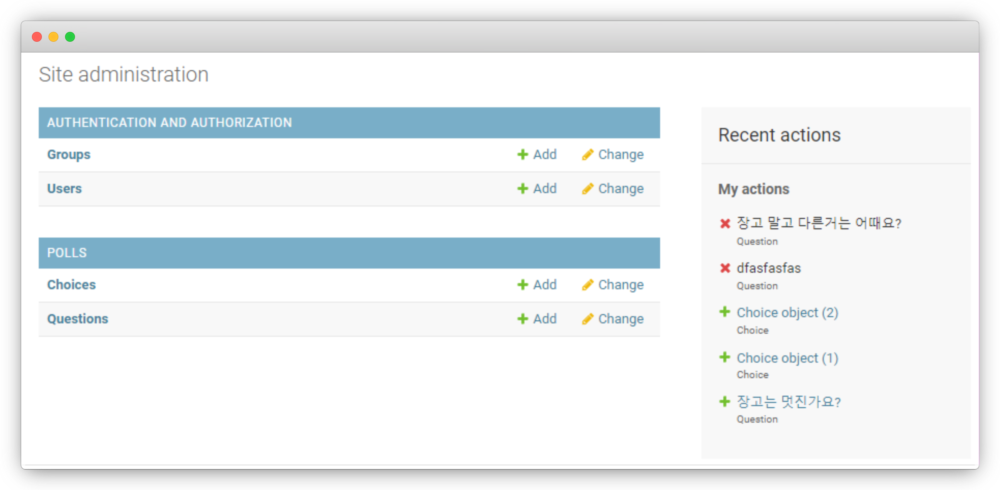 Site administration
AUTHENTICATION AND AUTHORIZATION
Groups Add Change
Users Add Change
POLLS
Choices Add Change
Questions Add Change
Recent actions
My actions
장고 말고 다른거는 어때요?
Question
dfasfasfas
Question
Choice object (2)
Choice
Choice object (1)
Choice
장고는 멋진가요?
Question